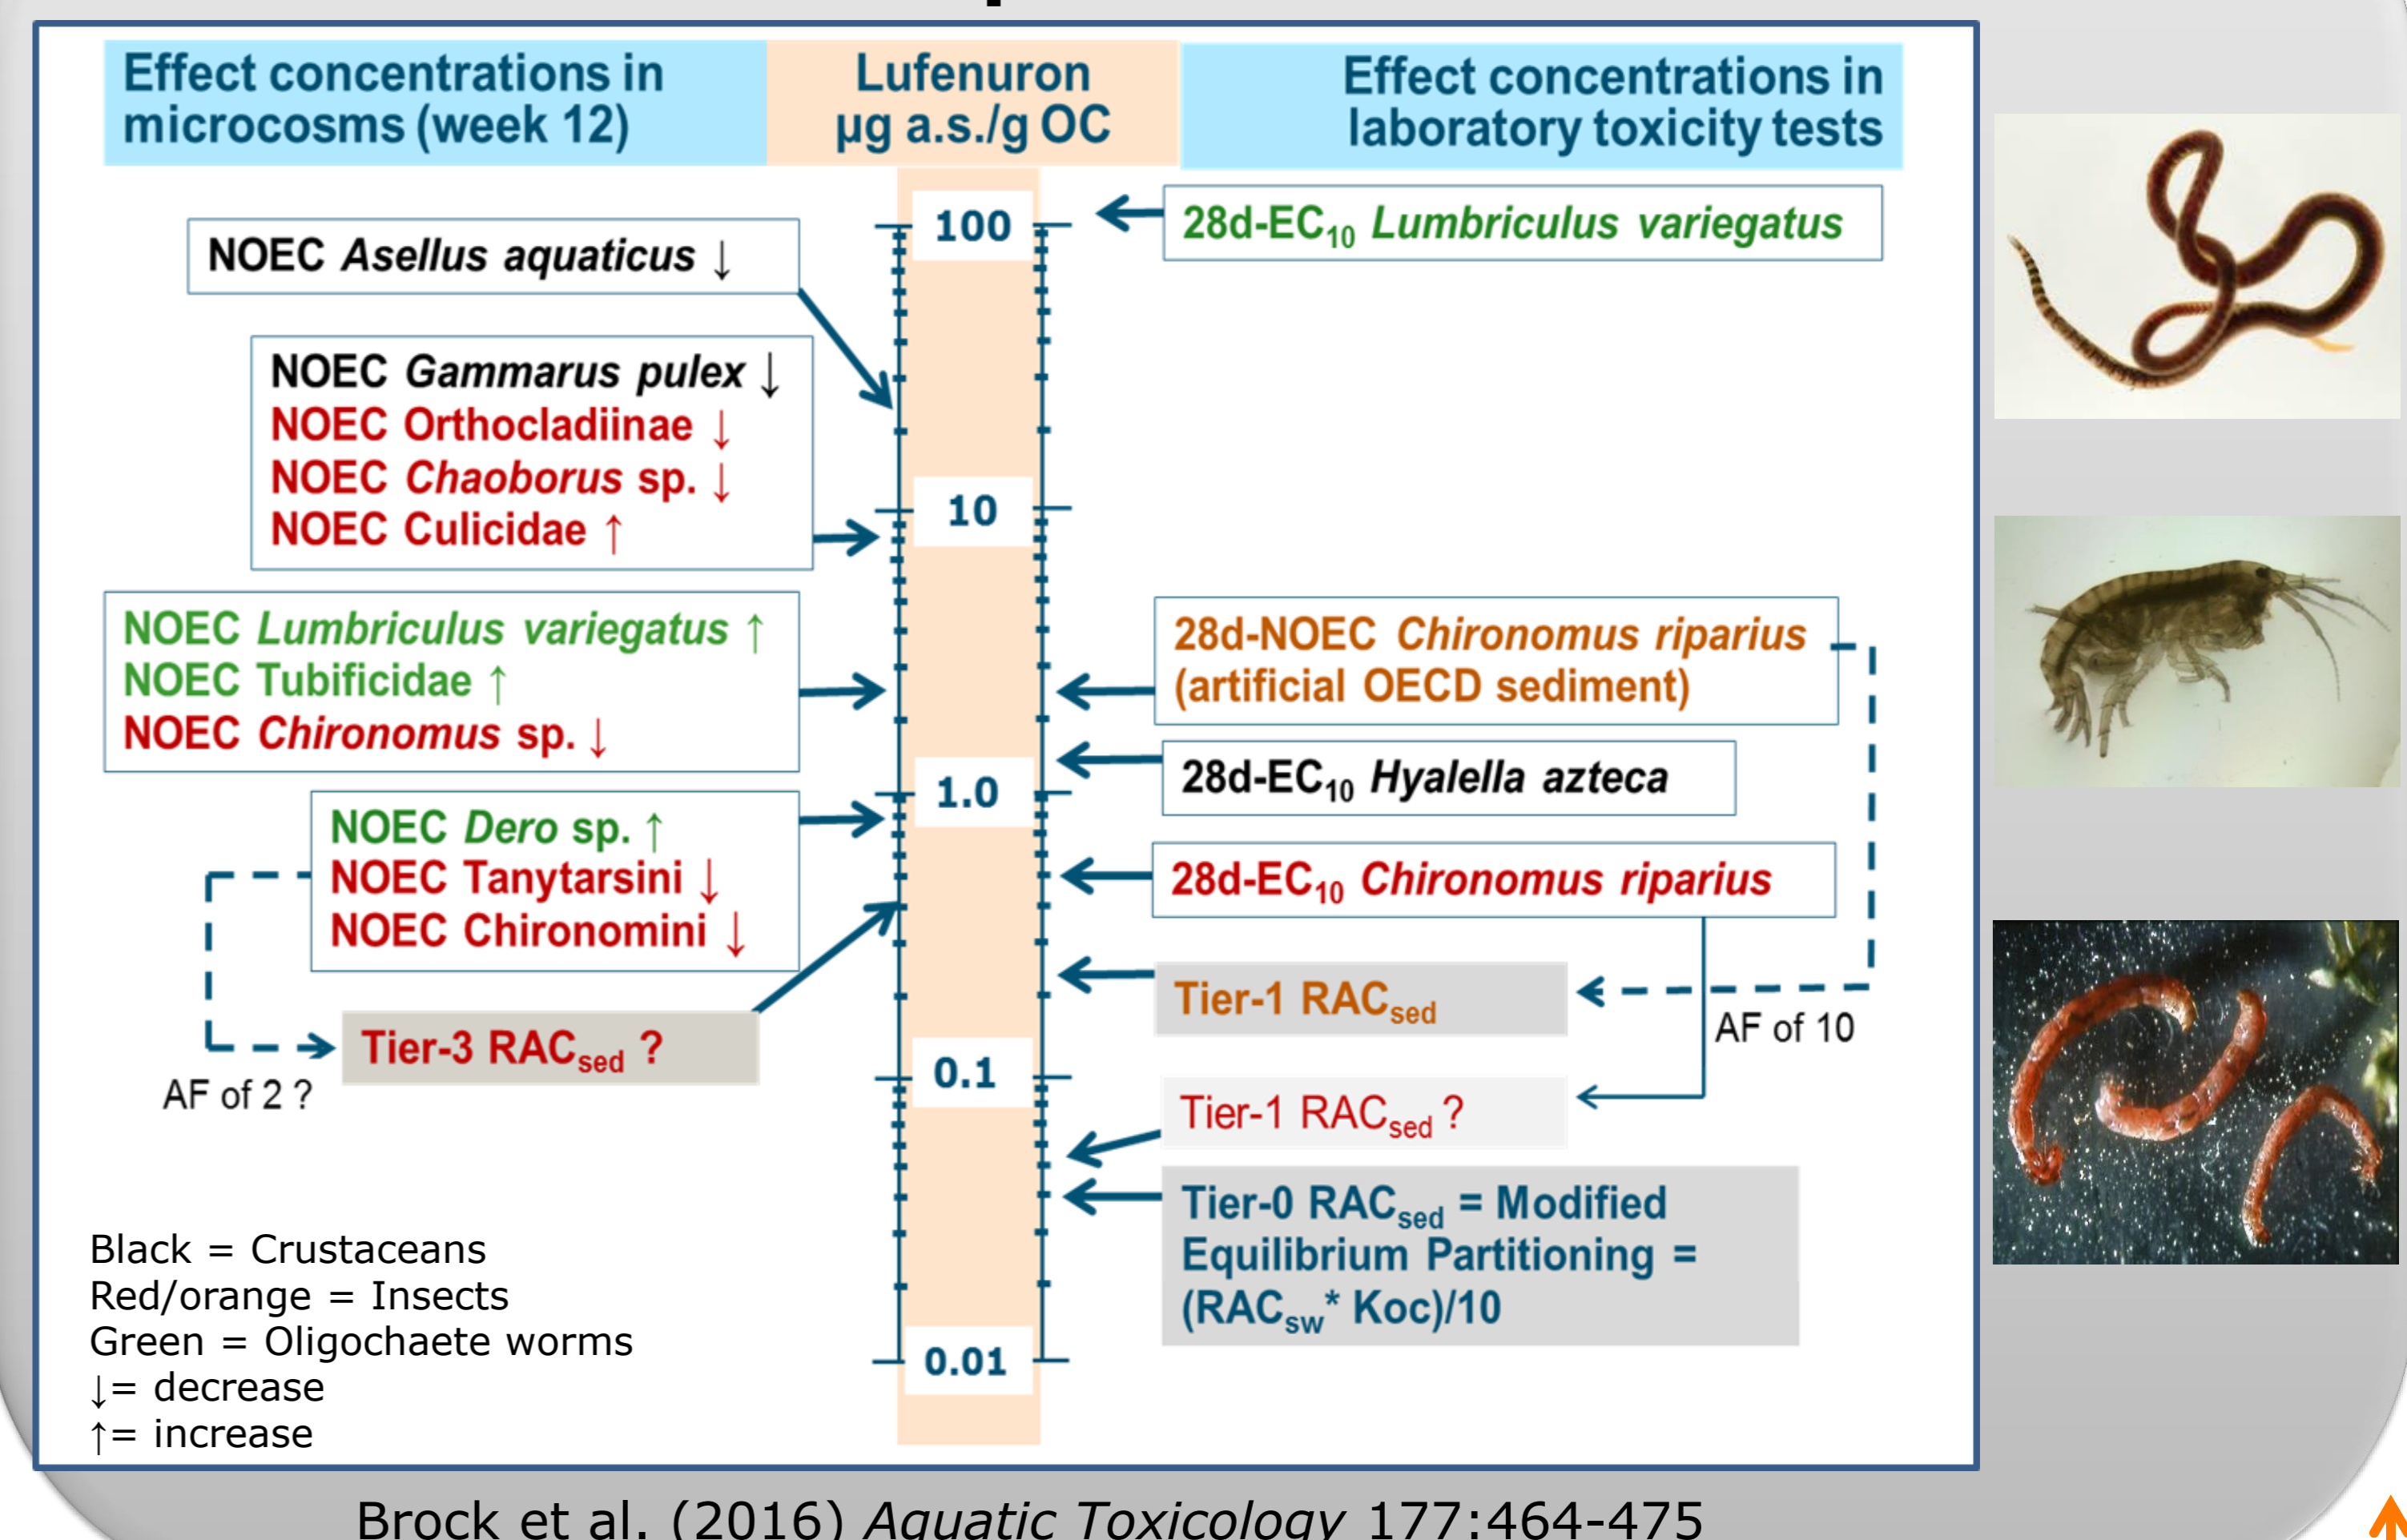 Effect concentrations in
microcosms (week 12)
Lufenuron
µg a.s./g OC
Effect concentrations in
laboratory toxicity tests
NOEC Asellus aquaticus ↓
NOEC Gammarus pulex ↓
NOEC Orthocladiinae ↓
NOEC Chaoborus sp. ↓
NOEC Culicidae ↑
NOEC Lumbriculus variegatus ↑
NOEC Tubificidae ↑
NOEC Chironomus sp. ↓
NOEC Dero sp. ↑
NOEC Tanytarsini ↓
NOEC Chironomini ↓
Tier-3 RACsed ?
AF of 2 ?
100
10
1.0
0.1
0.01
28d-EC10 Lumbriculus variegatus
28d-NOEC Chironomus riparius
(artificial OECD sediment)
28d-EC10 Hyalella azteca
28d-EC10 Chironomus riparius
Tier-1 RACsed
AF of 10
Tier-1 RACsed ?
Tier-0 RACsed = Modified
Equilibrium Partitioning =
(RACsw* Koc)/10
Black = Crustaceans
Red/orange = Insects
Green = Oligochaete worms
↓= decrease
↑= increase
Brock et al. (2016) Aquatic Toxicology 177:464-475